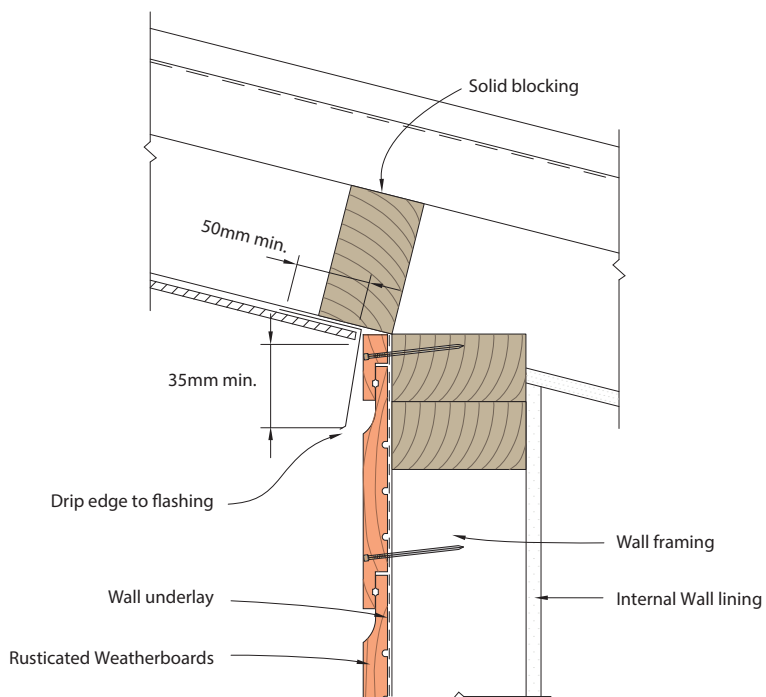 Solid blocking
50mm min.
35mm min.
Drip edge to flashing
Wall framing
Wall underlay
Internal Wall lining
Rusticated Weatherboards